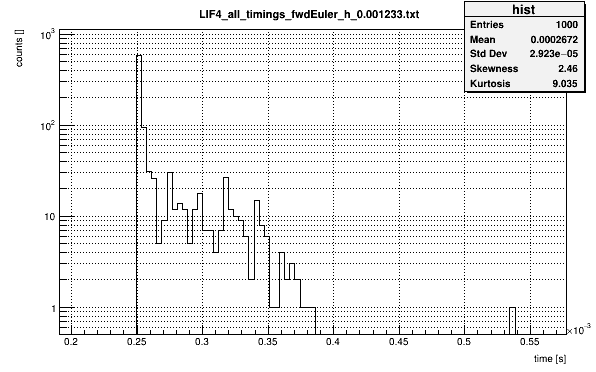 LIF4_all_timings_fwdEuler_h_0.001233.txt
hist
Entries 1000
Mean 0.0002672
Std Dev 2.923e−05
Skewness 2.46
Kurtosis 9.035
counts []
10³
10²
10
1
0.2 0.25 0.3 0.35 0.4 0.45 0.5 0.55
×10⁻³
time [s]